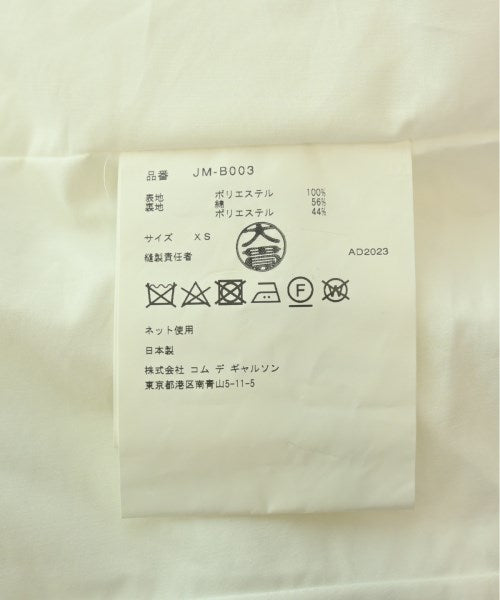 品番 JM-B003
表地 ポリエステル 100%
裏地 綿 56%
ポリエステル 44%
サイズ XS
大貫
縫製責任者 AD2023
F W
ネット使用
日本製
株式会社 コム デ ギャルソン
東京都港区南青山5-11-5